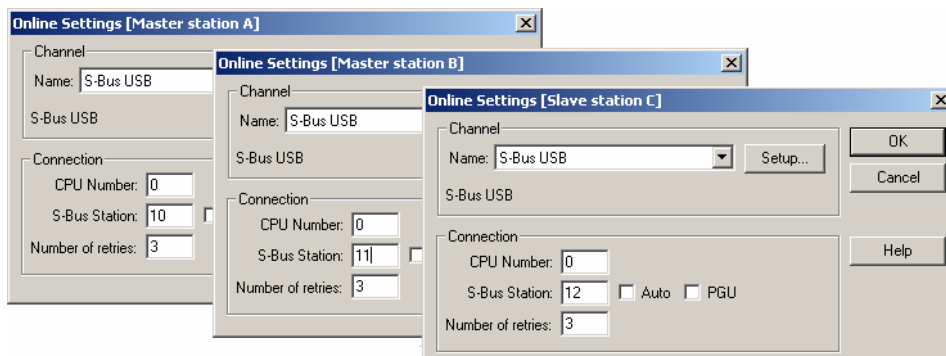 Online Settings [Master station A]
Channel
Name: S-Bus USB
S-Bus USB
Connection
CPU Number: 0
S-Bus Station: 10
Number of retries: 3
Online Settings [Master station B]
Channel
Name: S-Bus USB
S-Bus USB
Connection
CPU Number: 0
S-Bus Station: 11
Number of retries: 3
Online Settings [Slave station C]
Channel
Name: S-Bus USB Setup...
S-Bus USB
Connection
CPU Number: 0
S-Bus Station: 12 Auto PGU
Number of retries: 3
OK
Cancel
Help